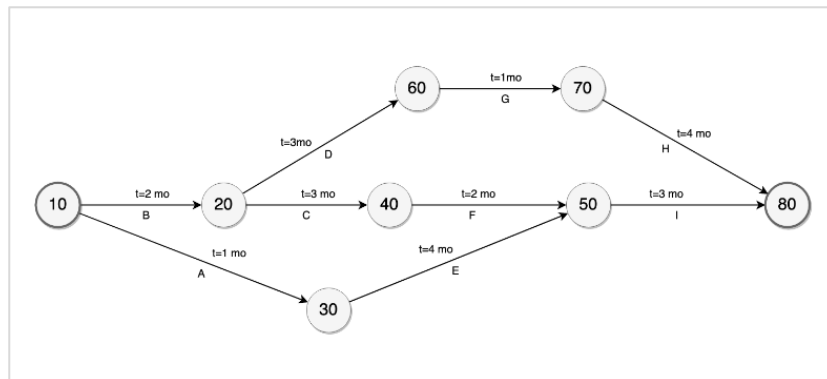 60
t=1mo
G
70
t=3mo
D
t=4 mo
H
10
t=2 mo
B
20
t=3 mo
C
40
t=2 mo
F
50
t=3 mo
I
80
t=1 mo
A
t=4 mo
E
30